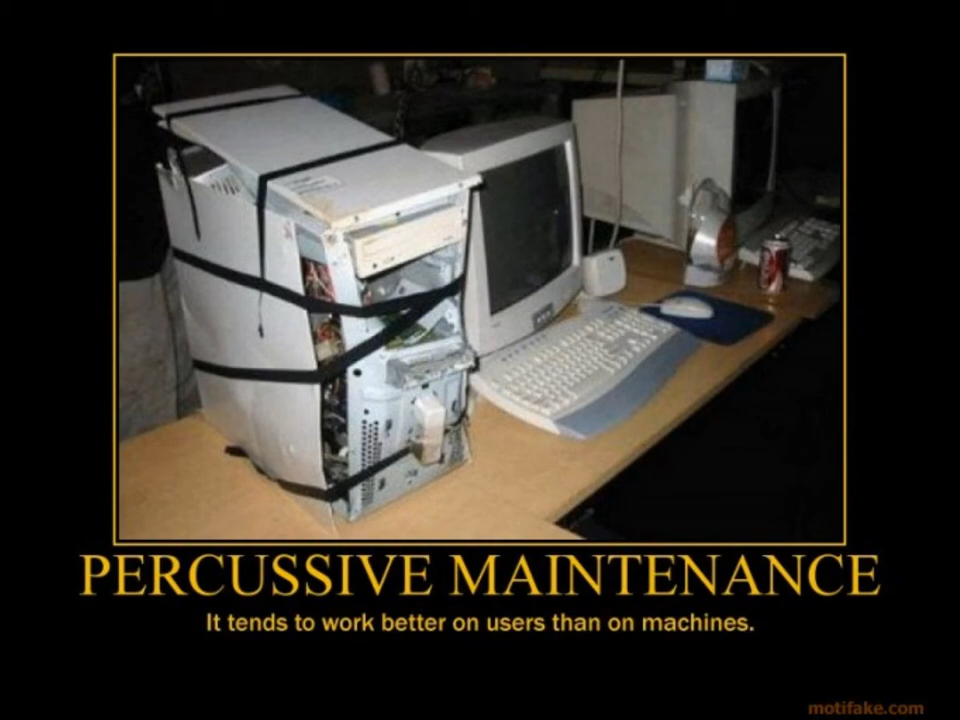 PERCUSSIVE MAINTENANCE
It tends to work better on users than on machines.
motifake.com